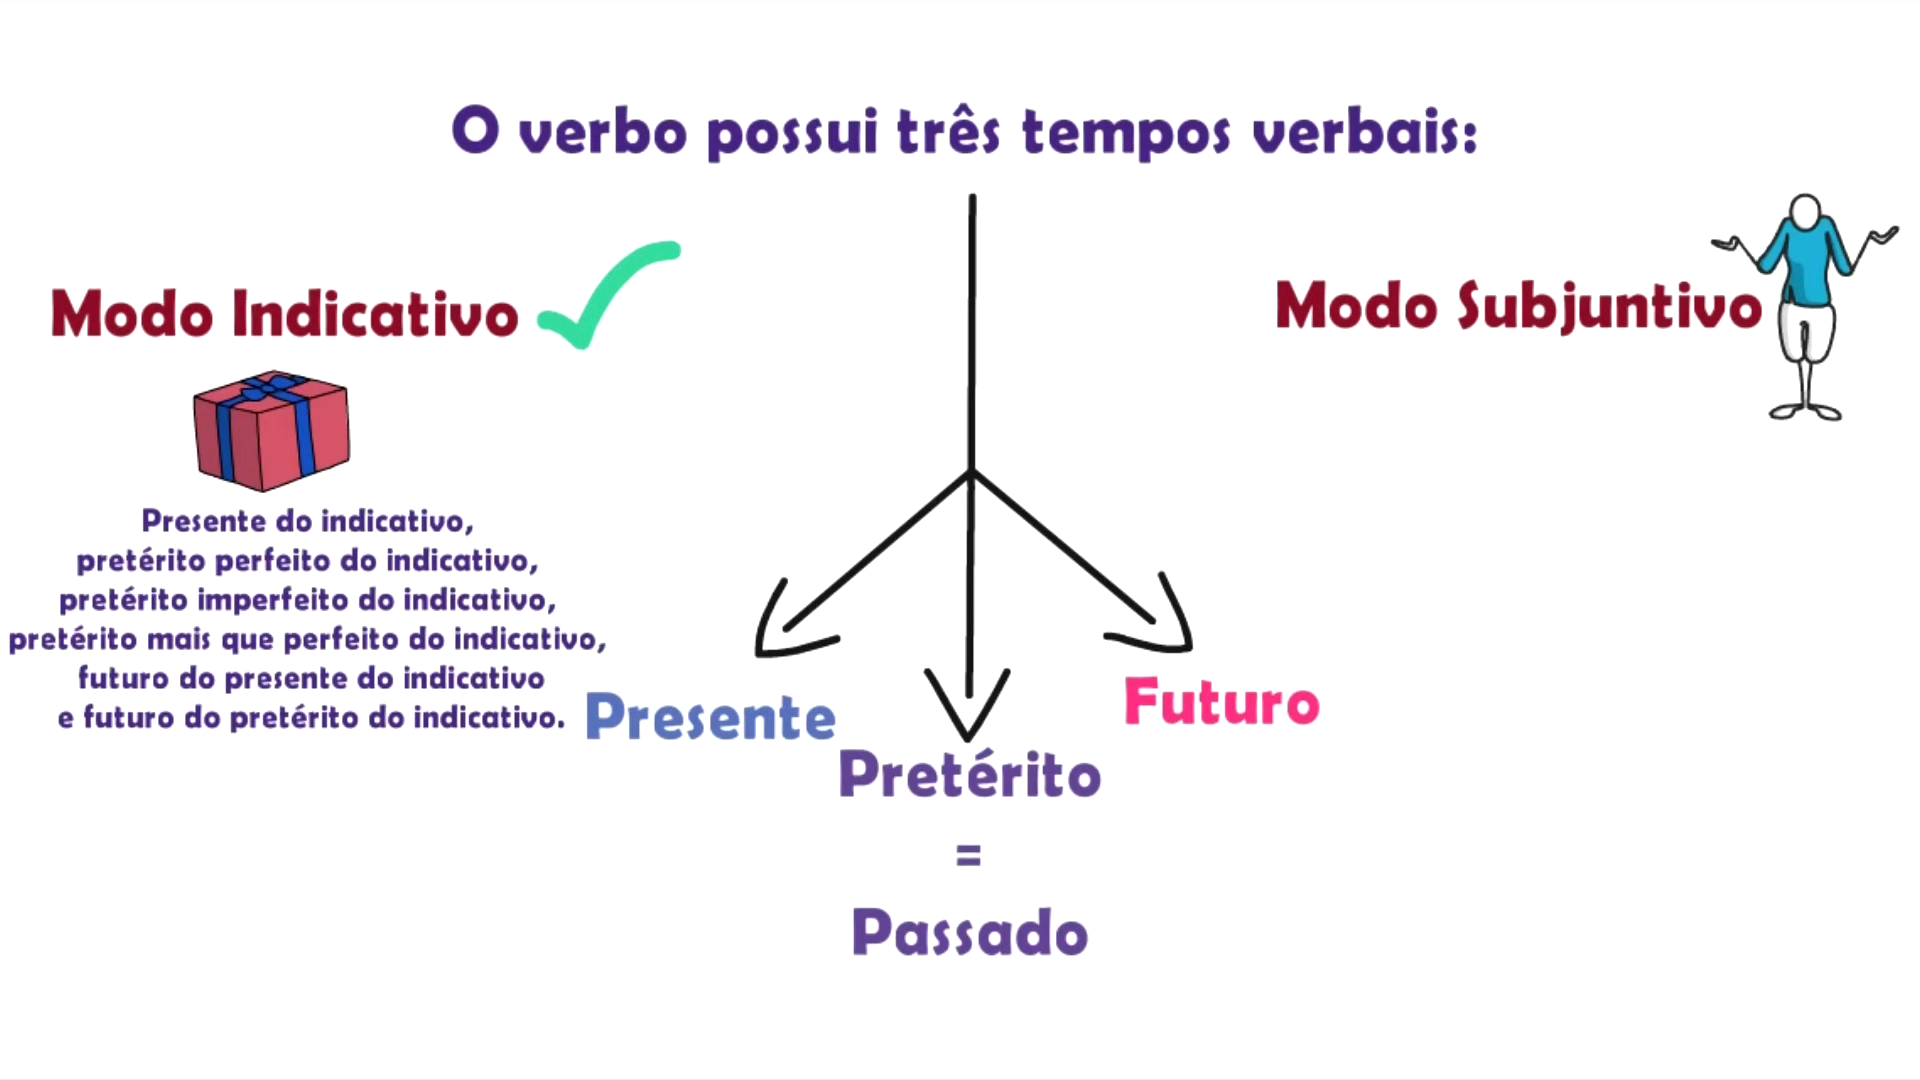 O verbo possui três tempos verbais:
Modo Indicativo
Modo Subjuntivo
Presente do indicativo,
pretérito perfeito do indicativo,
pretérito imperfeito do indicativo,
pretérito mais que perfeito do indicativo,
futuro do presente do indicativo
e futuro do pretérito do indicativo.
Presente
Pretérito
=
Passado
Futuro